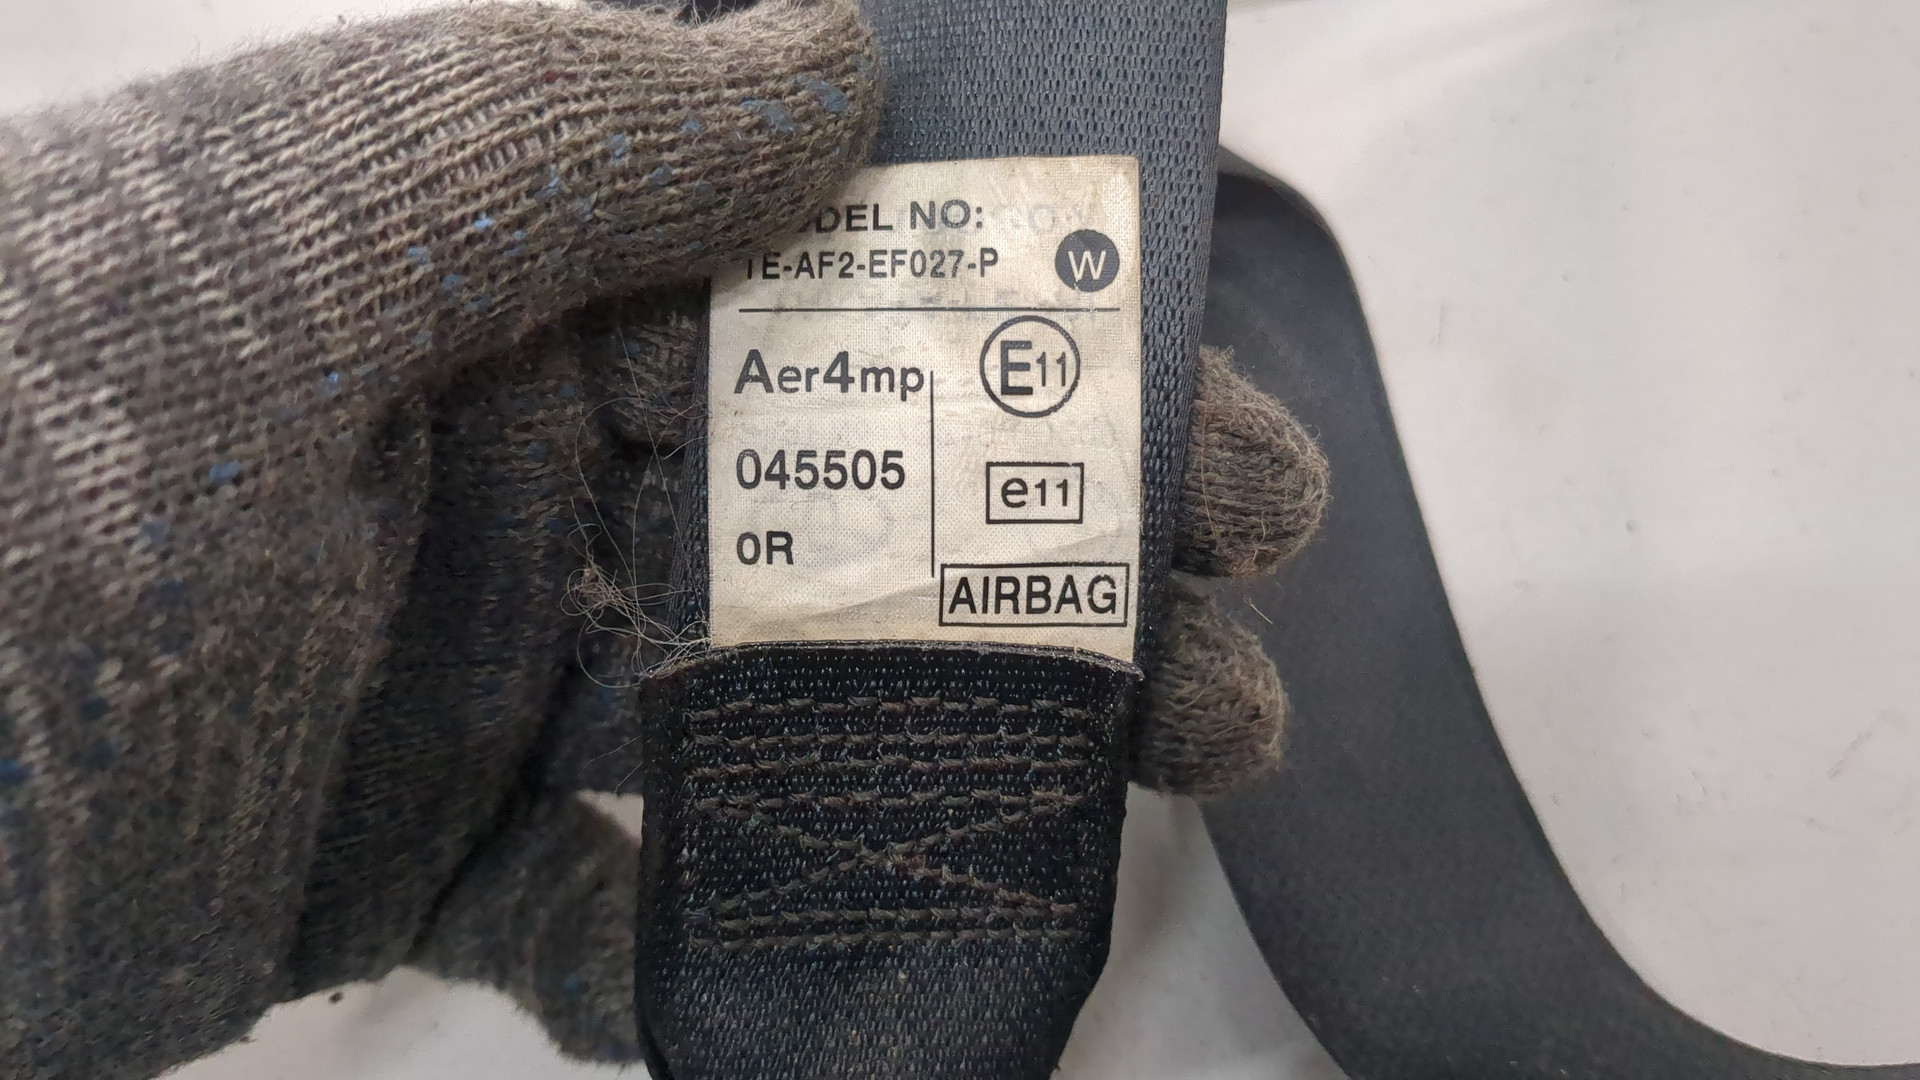 DEL NO:
TE-AF2-EF027-P
W
Aer4mp
E11
045505
e11
0R
AIRBAG